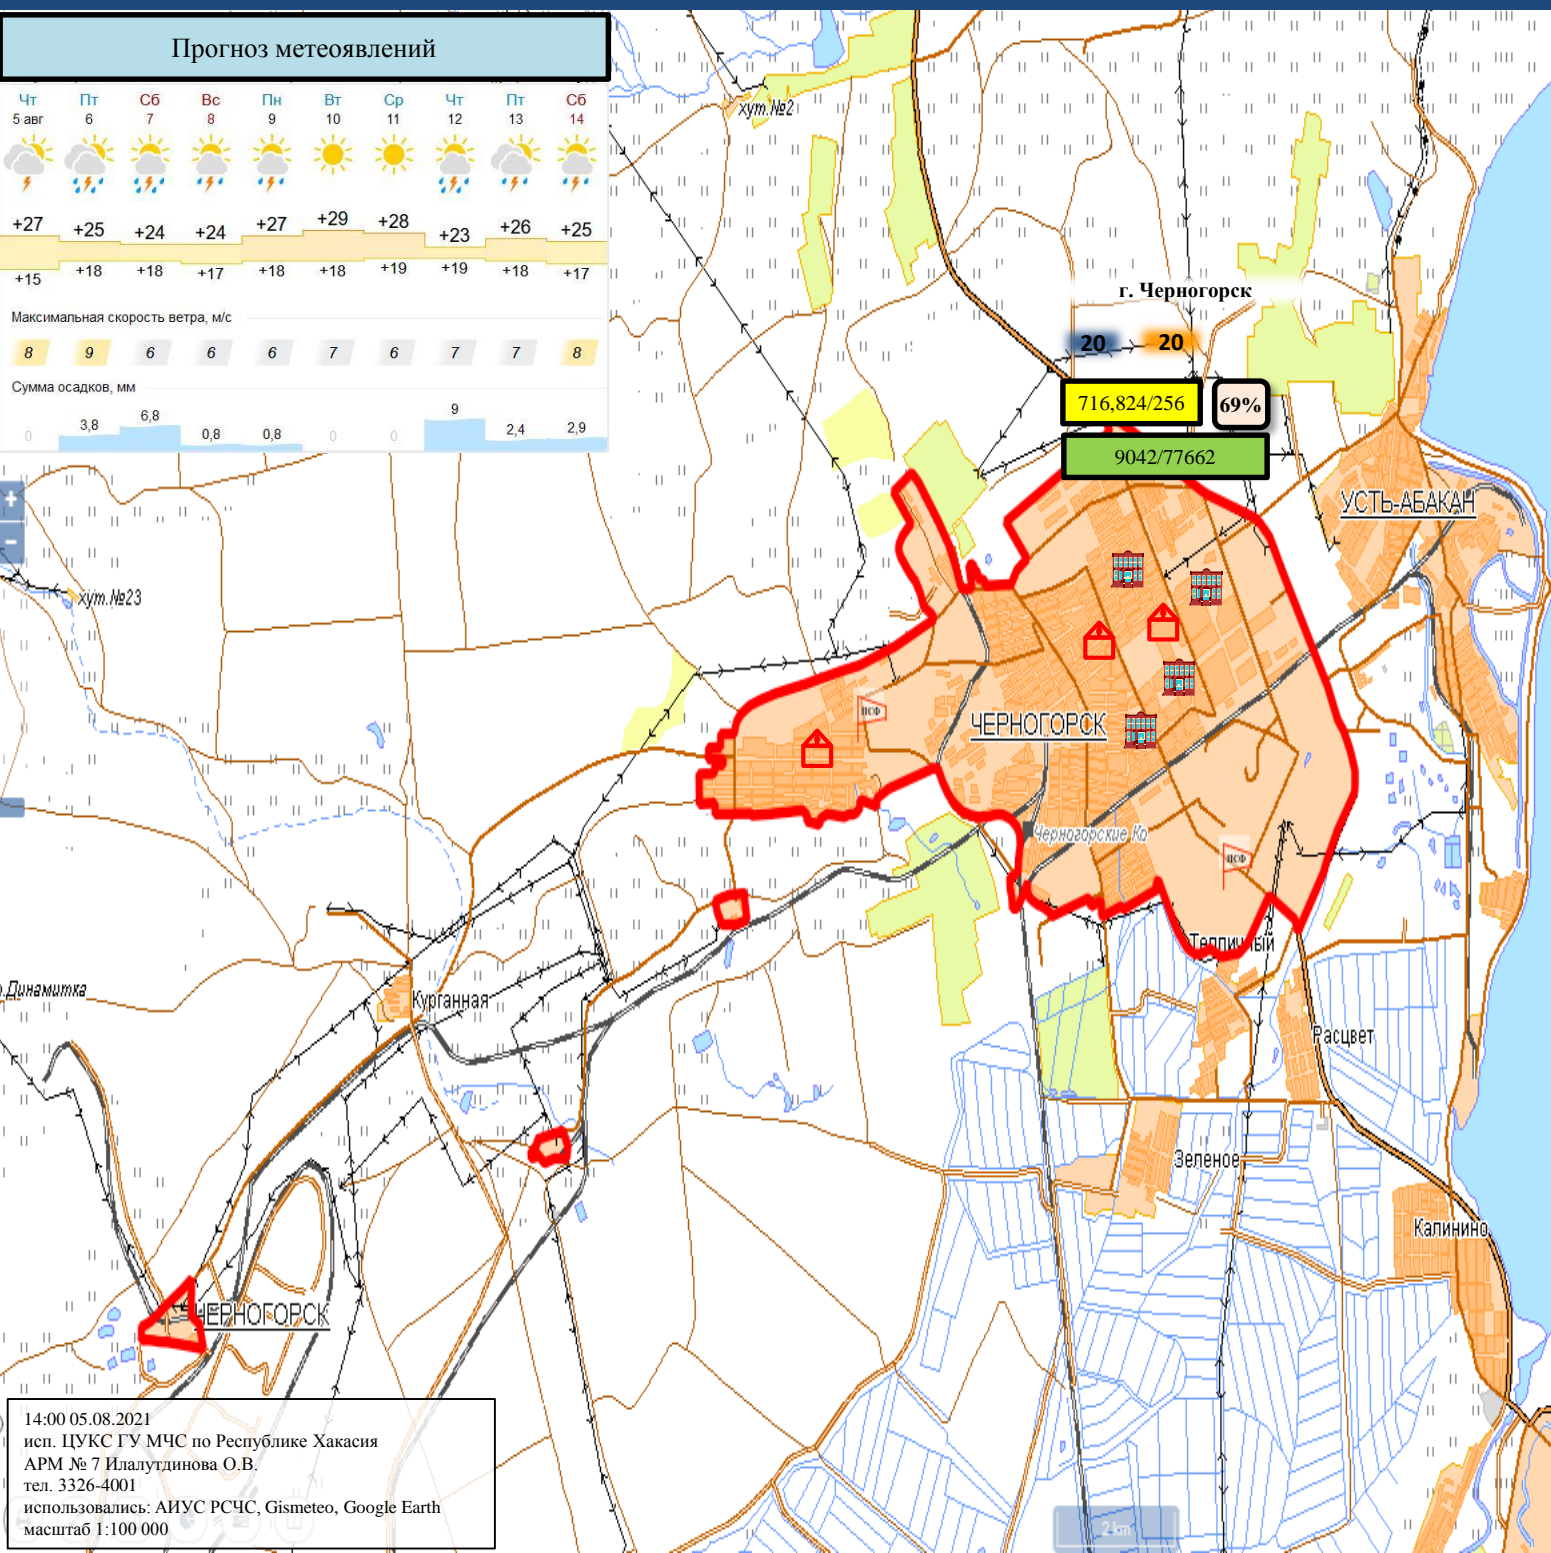 Прогноз метеоявлений
Чт Пт Сб Вс Пн Вт Ср Чт Пт Сб
5 авг 6 7 8 9 10 11 12 13 14
+27 +25 +24 +24 +27 +29 +28 +23 +26 +25
+15 +18 +18 +17 +18 +18 +19 +19 +18 +17
Максимальная скорость ветра, м/с
8 9 6 6 6 7 6 7 7 8
Сумма осадков, мм
0 3,8 6,8 0,8 0,8 0 0 9 2,4 2,9
хут.№2
г. Черногорск
20 20
716,824/256 69%
9042/77662
УСТЬ-АБАКАН
+
-
хут.№23
ПСФ
ЧЕРНОГОРСК
Черногорские Ко
ПСФ
Тепличный
Динамитка
Курганная
Расцвет
Зеленое
Калинино
ЧЕРНОГОРСК
14:00 05.08.2021
исп. ЦУКС ГУ МЧС по Республике Хакасия
АРМ № 7 Илалутдинова О.В.
тел. 3326-4001
использовались: АИУС РСЧС, Gismeteo, Google Earth
масштаб 1:100 000
2 km